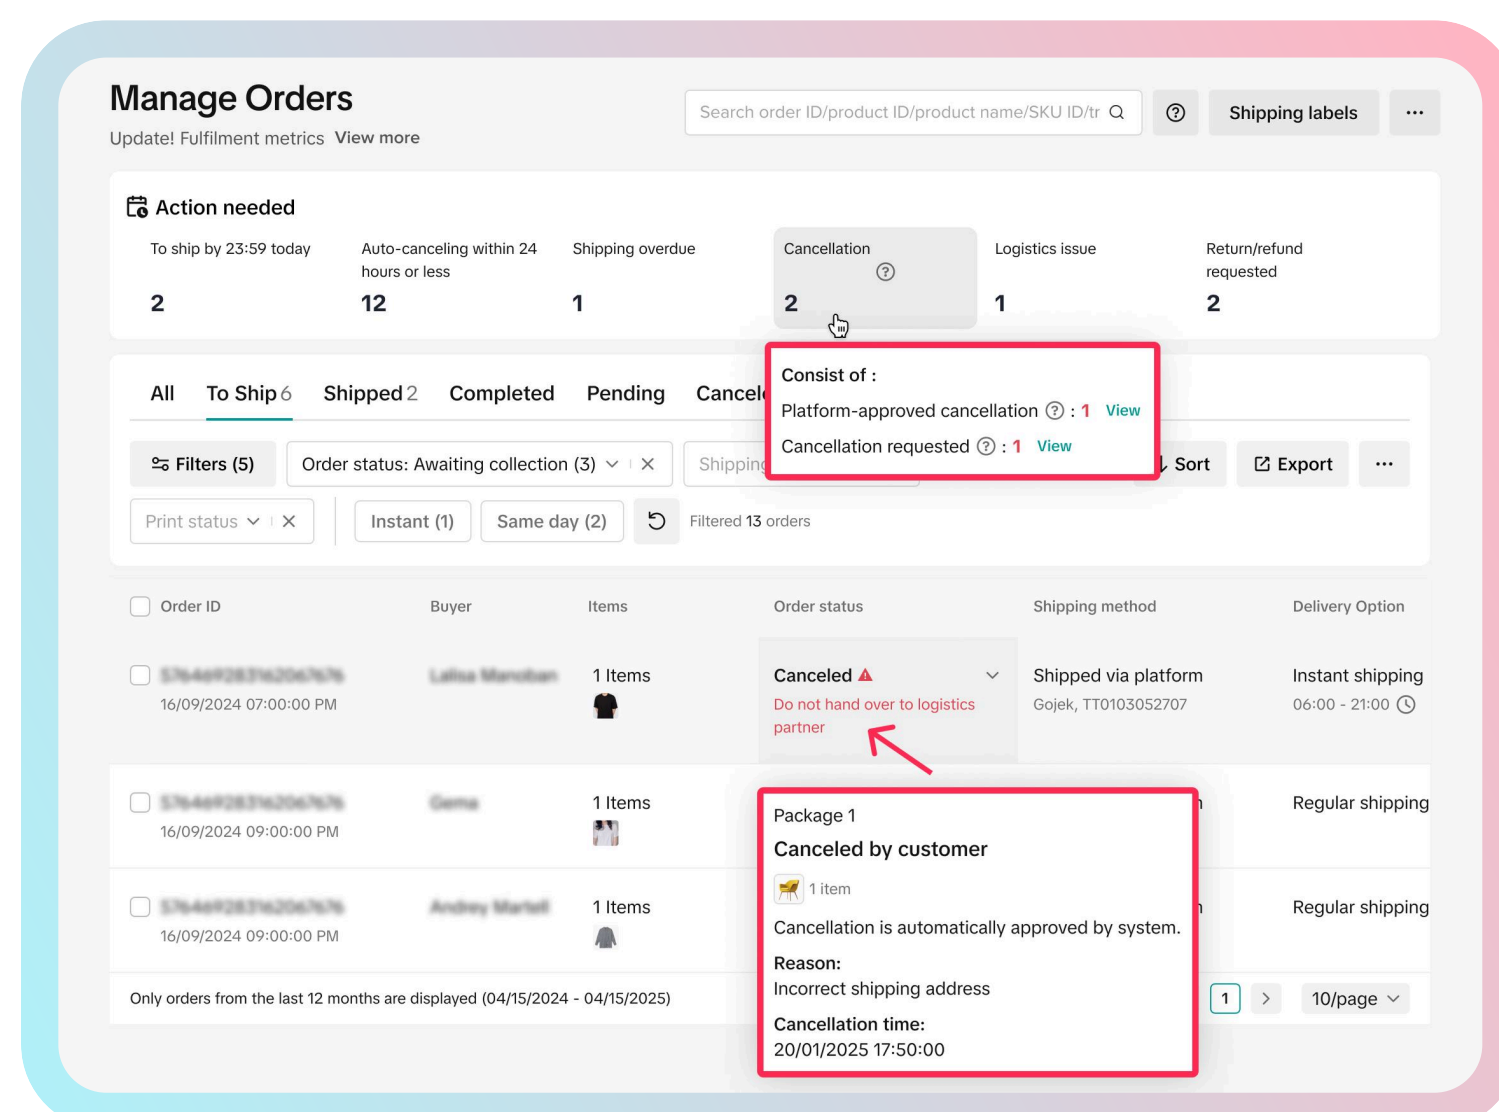 Manage Orders
Update! Fulfilment metrics View more
Search order ID/product ID/product name/SKU ID/tr
Shipping labels
Action needed
To ship by 23:59 today
2
Auto-canceling within 24
hours or less
12
Shipping overdue
1
Cancellation
2
Logistics issue
1
Return/refund
requested
2
Consist of :
Platform-approved cancellation ? : 1 View
Cancellation requested ? : 1 View
All To Ship 6 Shipped 2 Completed Pending Cancel
Filters (5) Order status: Awaiting collection (3) Shipping Sort Export
Print status Instant (1) Same day (2) Filtered 13 orders
Order ID Buyer Items Order status Shipping method Delivery Option
1 Items Canceled Shipped via platform Instant shipping
16/09/2024 07:00:00 PM Do not hand over to logistics Gojek, TT0103052707 06:00 - 21:00
partner
1 Items Regular shipping
16/09/2024 09:00:00 PM
1 Items Regular shipping
16/09/2024 09:00:00 PM
Package 1
Canceled by customer
1 item
Cancellation is automatically approved by system.
Reason:
Incorrect shipping address
Cancellation time:
20/01/2025 17:50:00
Only orders from the last 12 months are displayed (04/15/2024 - 04/15/2025)
1 > 10/page